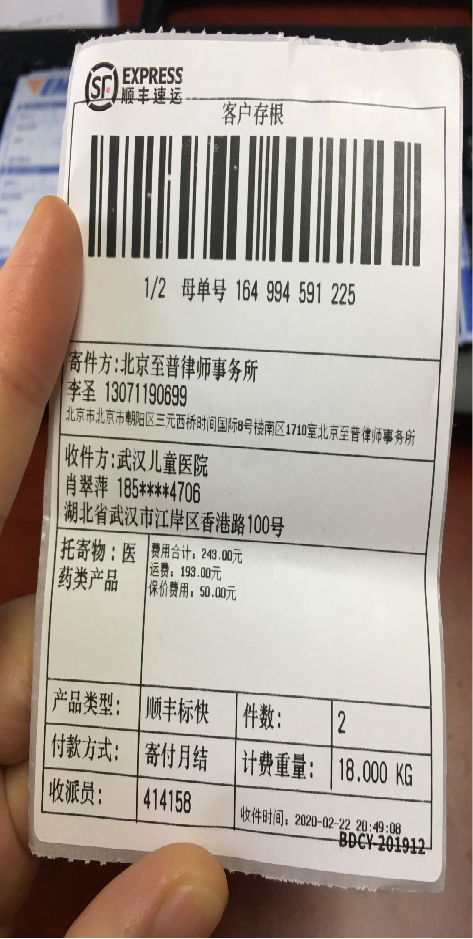 SF EXPRESS
顺丰速运
客户存根
1/2 母单号 164 994 591 225
寄件方:北京至普律师事务所
李圣 13071190699
北京市北京市朝阳区三元西桥时间国际8号楼南区1710室北京至普律师事务所
收件方:武汉儿童医院
肖翠萍 185****4706
湖北省武汉市江岸区香港路100号
托寄物:医药类产品
费用合计: 243.00元
运费: 193.00元
保价费用: 50.00元
产品类型: 顺丰标快 件数: 2
付款方式: 寄付月结 计费重量: 18.000 KG
收派员: 414158 收件时间: 2020-02-22 20:49:08
BDCY-201912